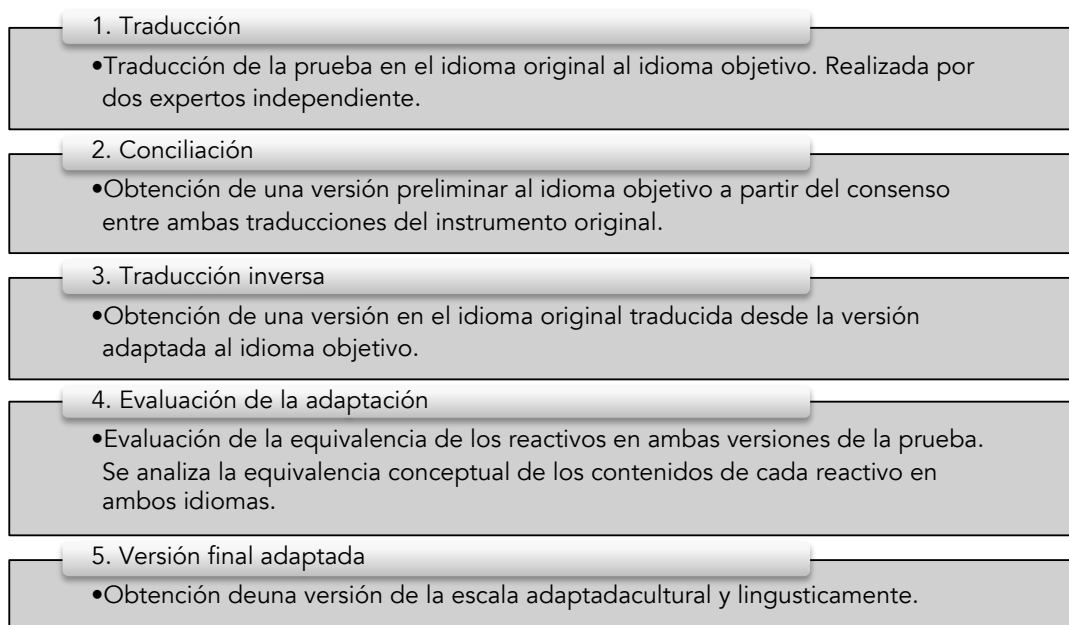 1. Traducción
•Traducción de la prueba en el idioma original al idioma objetivo. Realizada por
dos expertos independiente.
2. Conciliación
•Obtención de una versión preliminar al idioma objetivo a partir del consenso
entre ambas traducciones del instrumento original.
3. Traducción inversa
•Obtención de una versión en el idioma original traducida desde la versión
adaptada al idioma objetivo.
4. Evaluación de la adaptación
•Evaluación de la equivalencia de los reactivos en ambas versiones de la prueba.
Se analiza la equivalencia conceptual de los contenidos de cada reactivo en
ambos idiomas.
5. Versión final adaptada
•Obtención deuna versión de la escala adaptadacultural y lingusticamente.